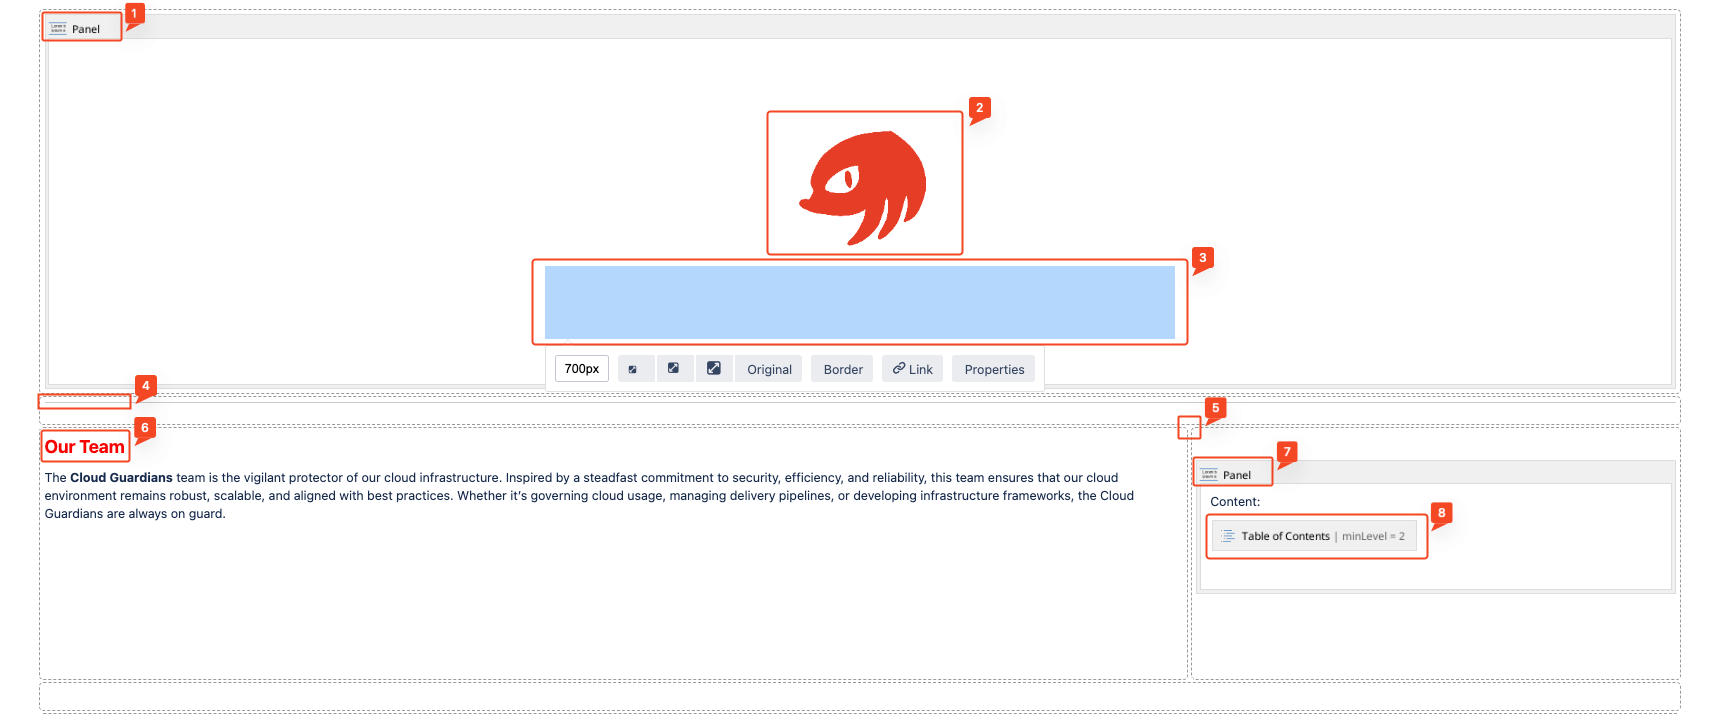 1
Panel
2
3
700px Original Border Link Properties
4
5
6
Our Team
The Cloud Guardians team is the vigilant protector of our cloud infrastructure. Inspired by a steadfast commitment to security, efficiency, and reliability, this team ensures that our cloud
environment remains robust, scalable, and aligned with best practices. Whether it's governing cloud usage, managing delivery pipelines, or developing infrastructure frameworks, the Cloud
Guardians are always on guard.
7
Panel
Content:
8
Table of Contents | minLevel = 2